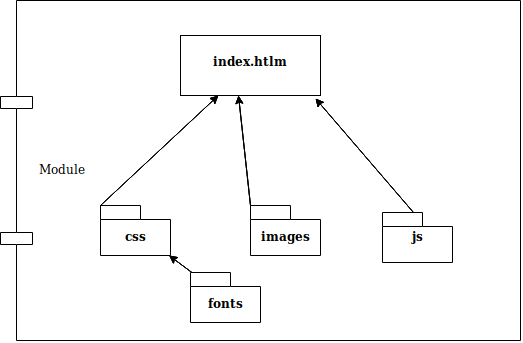 index.htlm
Module
css
images
js
fonts